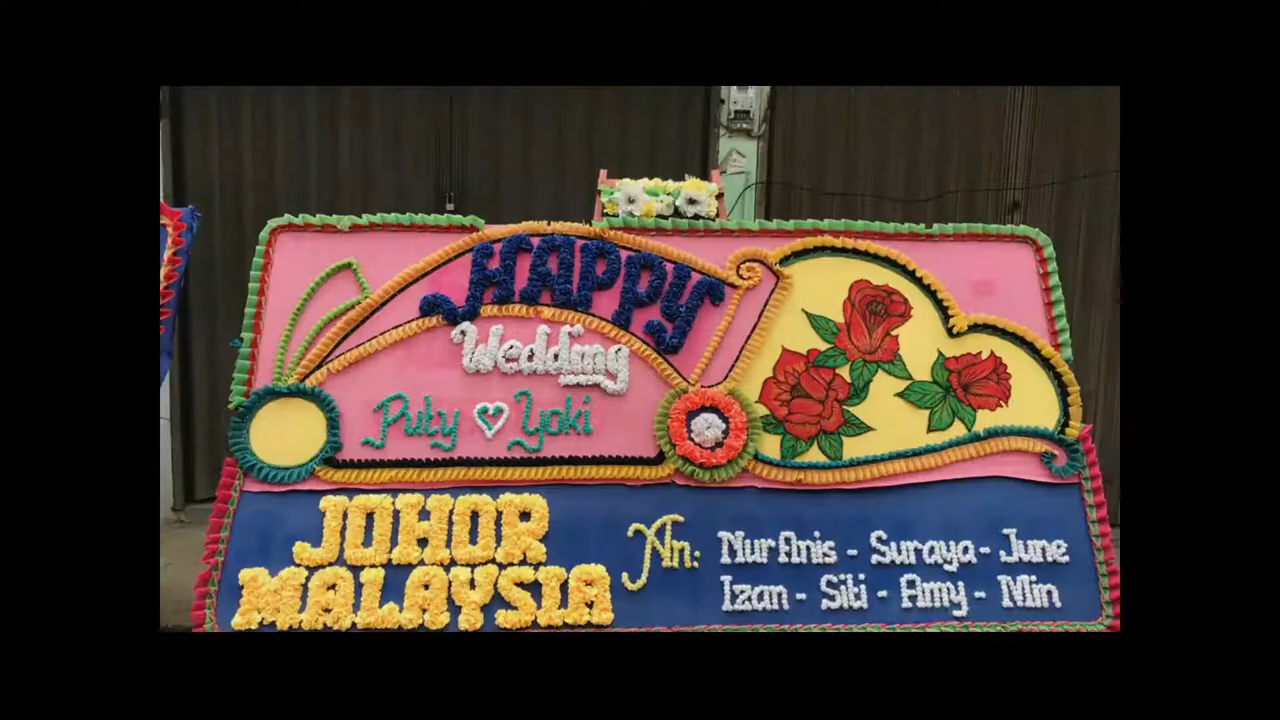 HAPPY
Wedding
Puty Yoki
JOHOR
MALAYSIA
An:
Nur Anis - Suraya - June
Izan - Siti - Amy - Min